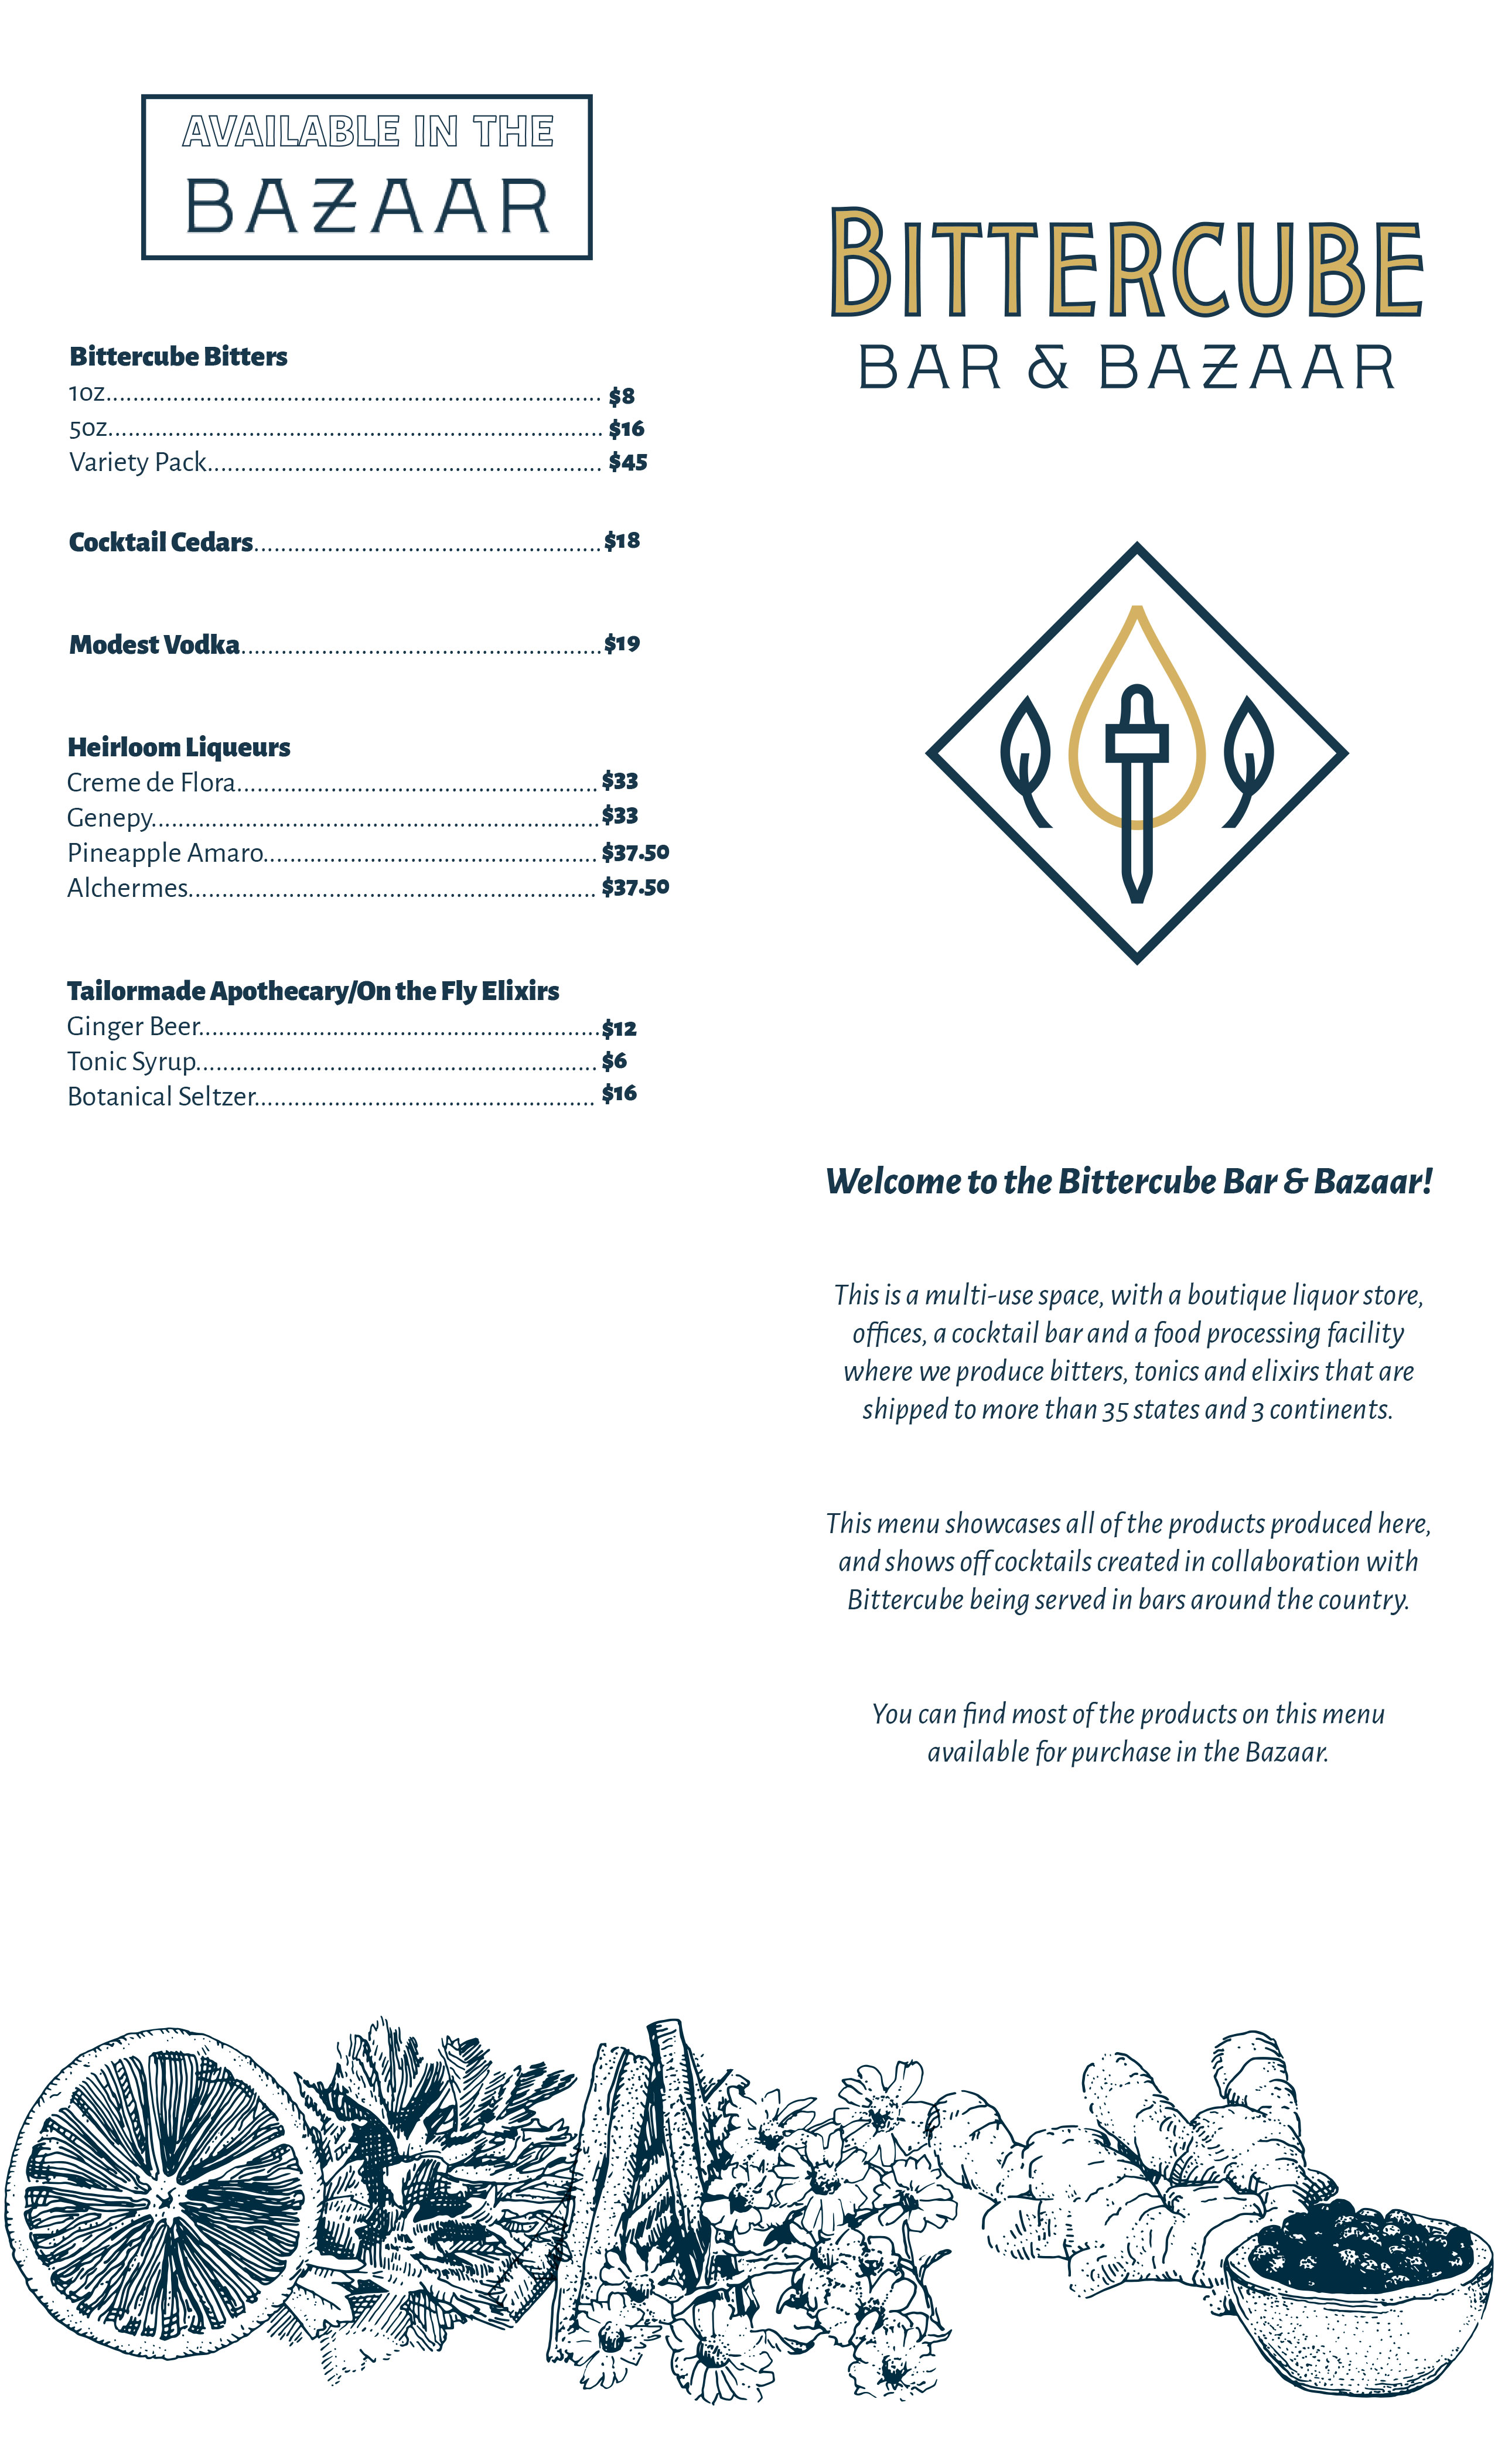 AVAILABLE IN THE
BAZAAR
Bittercube Bitters
1oz.......................................................................... $8
5oz.......................................................................... $16
Variety Pack........................................................... $45
Cocktail Cedars....................................................$18
Modest Vodka......................................................$19
Heirloom Liqueurs
Creme de Flora...................................................... $33
Genepy...................................................................$33
Pineapple Amaro.................................................. $37.50
Alchermes............................................................. $37.50
Tailormade Apothecary/On the Fly Elixirs
Ginger Beer............................................................$12
Tonic Syrup............................................................ $6
Botanical Seltzer................................................... $16
BITTERCUBE
BAR & BAZAAR
Welcome to the Bittercube Bar & Bazaar!
This is a multi-use space, with a boutique liquor store,
offices, a cocktail bar and a food processing facility
where we produce bitters, tonics and elixirs that are
shipped to more than 35 states and 3 continents.
This menu showcases all of the products produced here,
and shows off cocktails created in collaboration with
Bittercube being served in bars around the country.
You can find most of the products on this menu
available for purchase in the Bazaar.